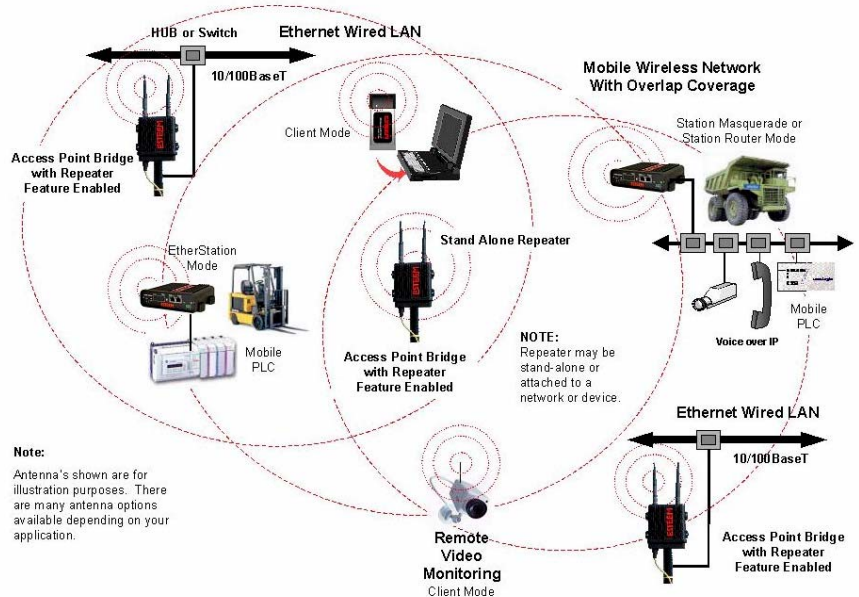 HUB or Switch
Ethernet Wired LAN
10/100BaseT
Mobile Wireless Network
With Overlap Coverage
Client Mode
Station Masquerade or
Station Router Mode
Access Point Bridge
with Repeater
Feature Enabled
ESTEEM
EtherStation
Mode
Stand Alone Repeater
ESTEEM
Mobile
PLC
Access Point Bridge
with Repeater
Feature Enabled
NOTE:
Repeater may be
stand-alone or
attached to a
network or device.
Voice over IP
Mobile
PLC
Ethernet Wired LAN
10/100BaseT
Note:
Antenna's shown are for
illustration purposes. There
are many antenna options
available depending on your
application.
ESTEEM
Remote
Video
Monitoring
Client Mode
Access Point Bridge
with Repeater
Feature Enabled